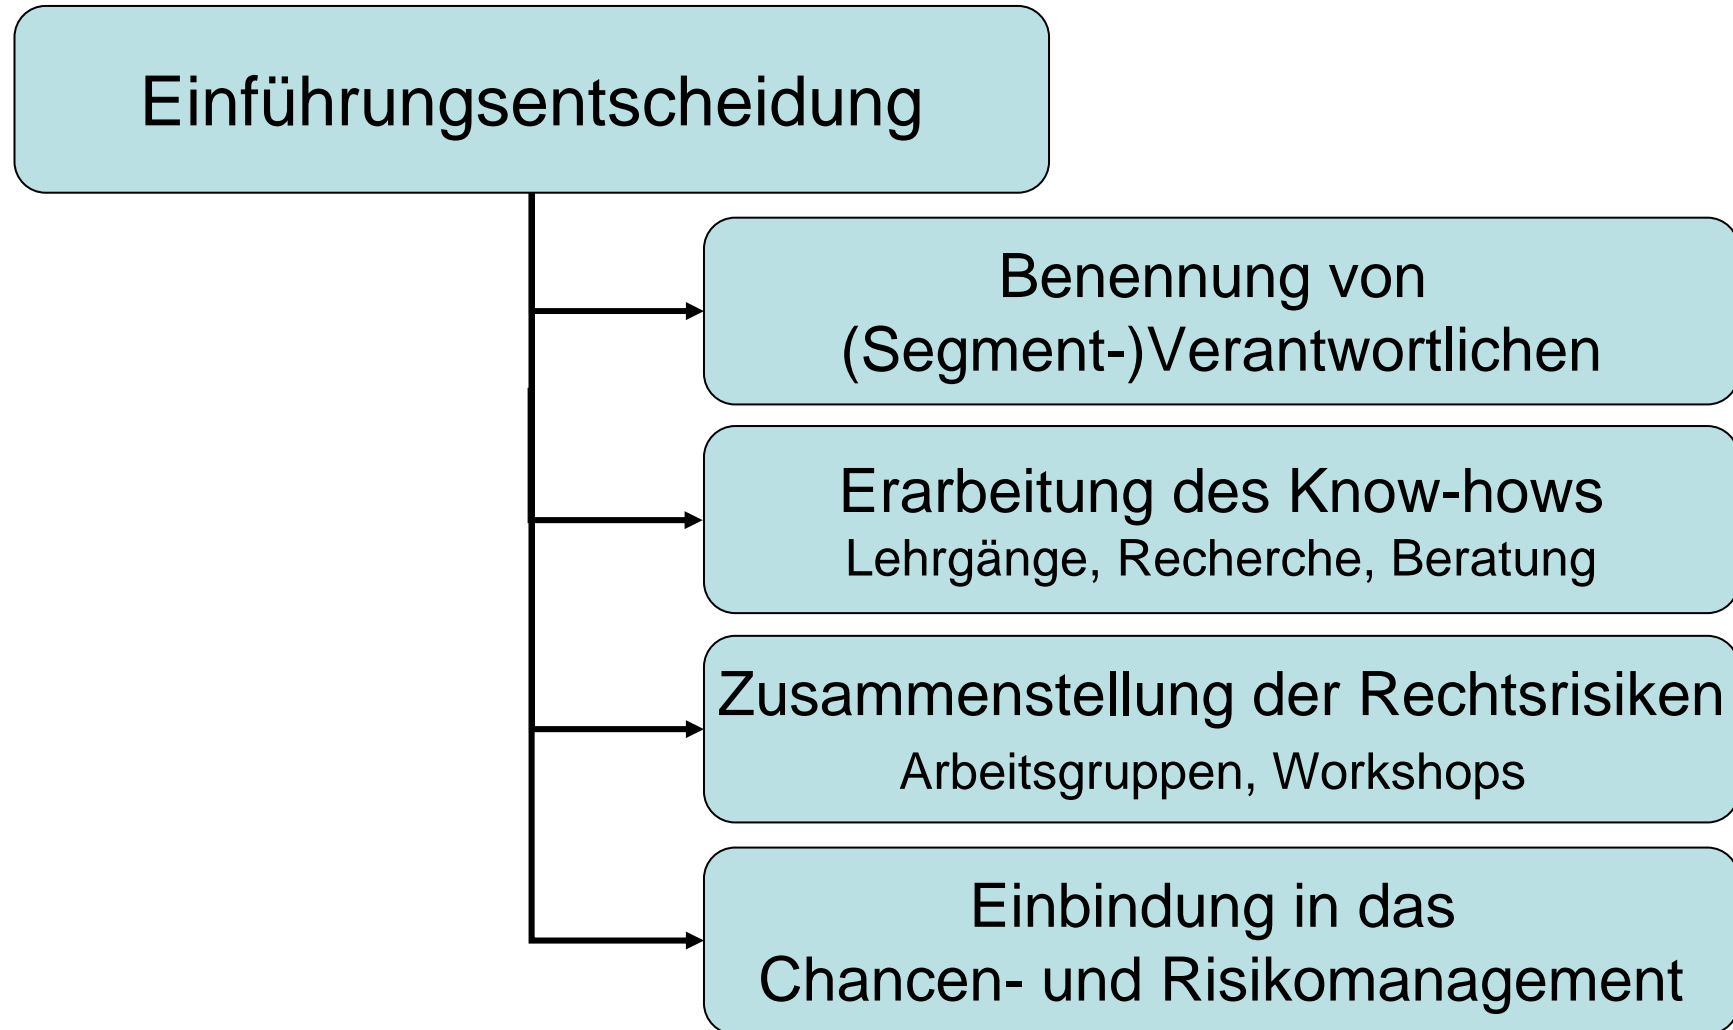 Einführungsentscheidung
Benennung von
(Segment-)Verantwortlichen
Erarbeitung des Know-hows
Lehrgänge, Recherche, Beratung
Zusammenstellung der Rechtsrisiken
Arbeitsgruppen, Workshops
Einbindung in das
Chancen- und Risikomanagement